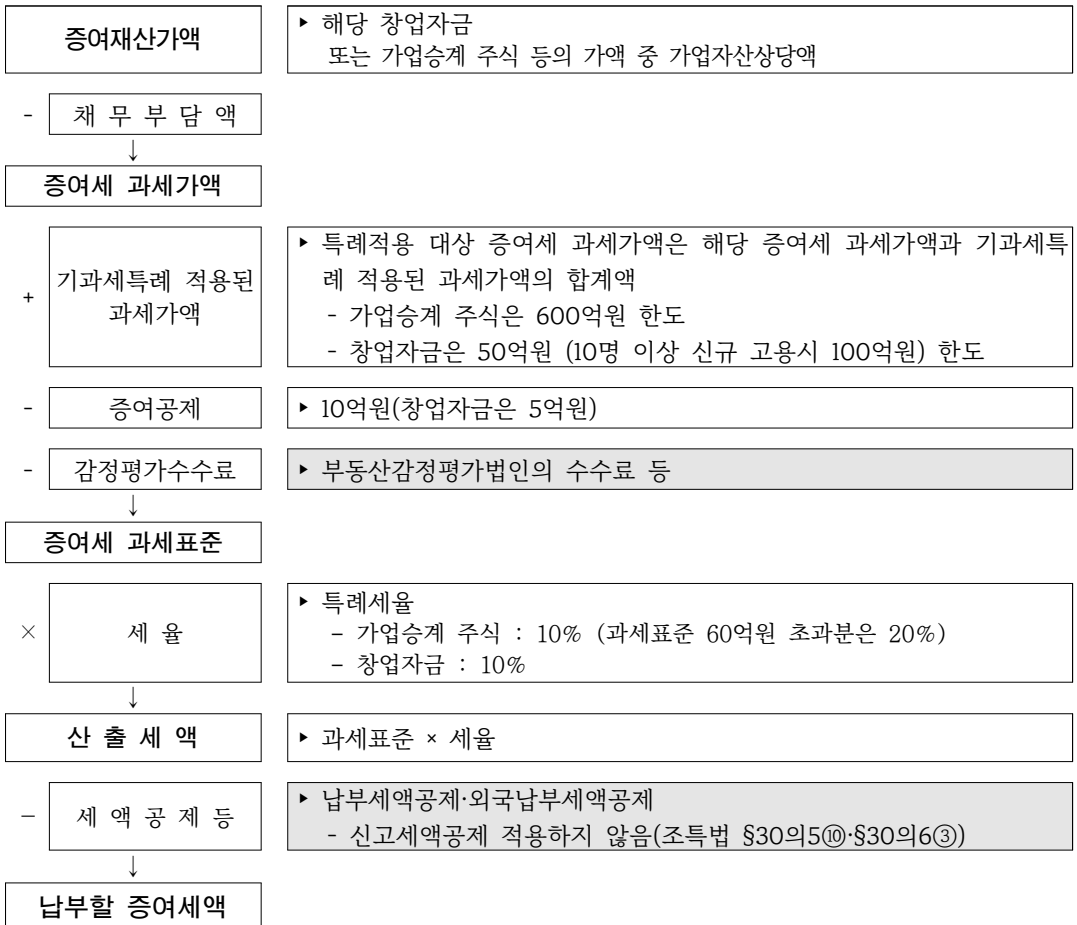 증여재산가액
▸ 해당 창업자금
또는 가업승계 주식 등의 가액 중 가업자산상당액
- 채 무 부 담 액
↓
증여세 과세가액
+ 기과세특례 적용된
과세가액
▸ 특례적용 대상 증여세 과세가액은 해당 증여세 과세가액과 기과세특
례 적용된 과세가액의 합계액
- 가업승계 주식은 600억원 한도
- 창업자금은 50억원 (10명 이상 신규 고용시 100억원) 한도
- 증여공제
▸ 10억원(창업자금은 5억원)
- 감정평가수수료
▸ 부동산감정평가법인의 수수료 등
↓
증여세 과세표준
× 세 율
▸ 특례세율
– 가업승계 주식 : 10% (과세표준 60억원 초과분은 20%)
– 창업자금 : 10%
↓
산 출 세 액
▸ 과세표준 × 세율
– 세 액 공 제 등
▸ 납부세액공제·외국납부세액공제
- 신고세액공제 적용하지 않음(조특법 §30의5⑩·§30의6③)
↓
납부할 증여세액